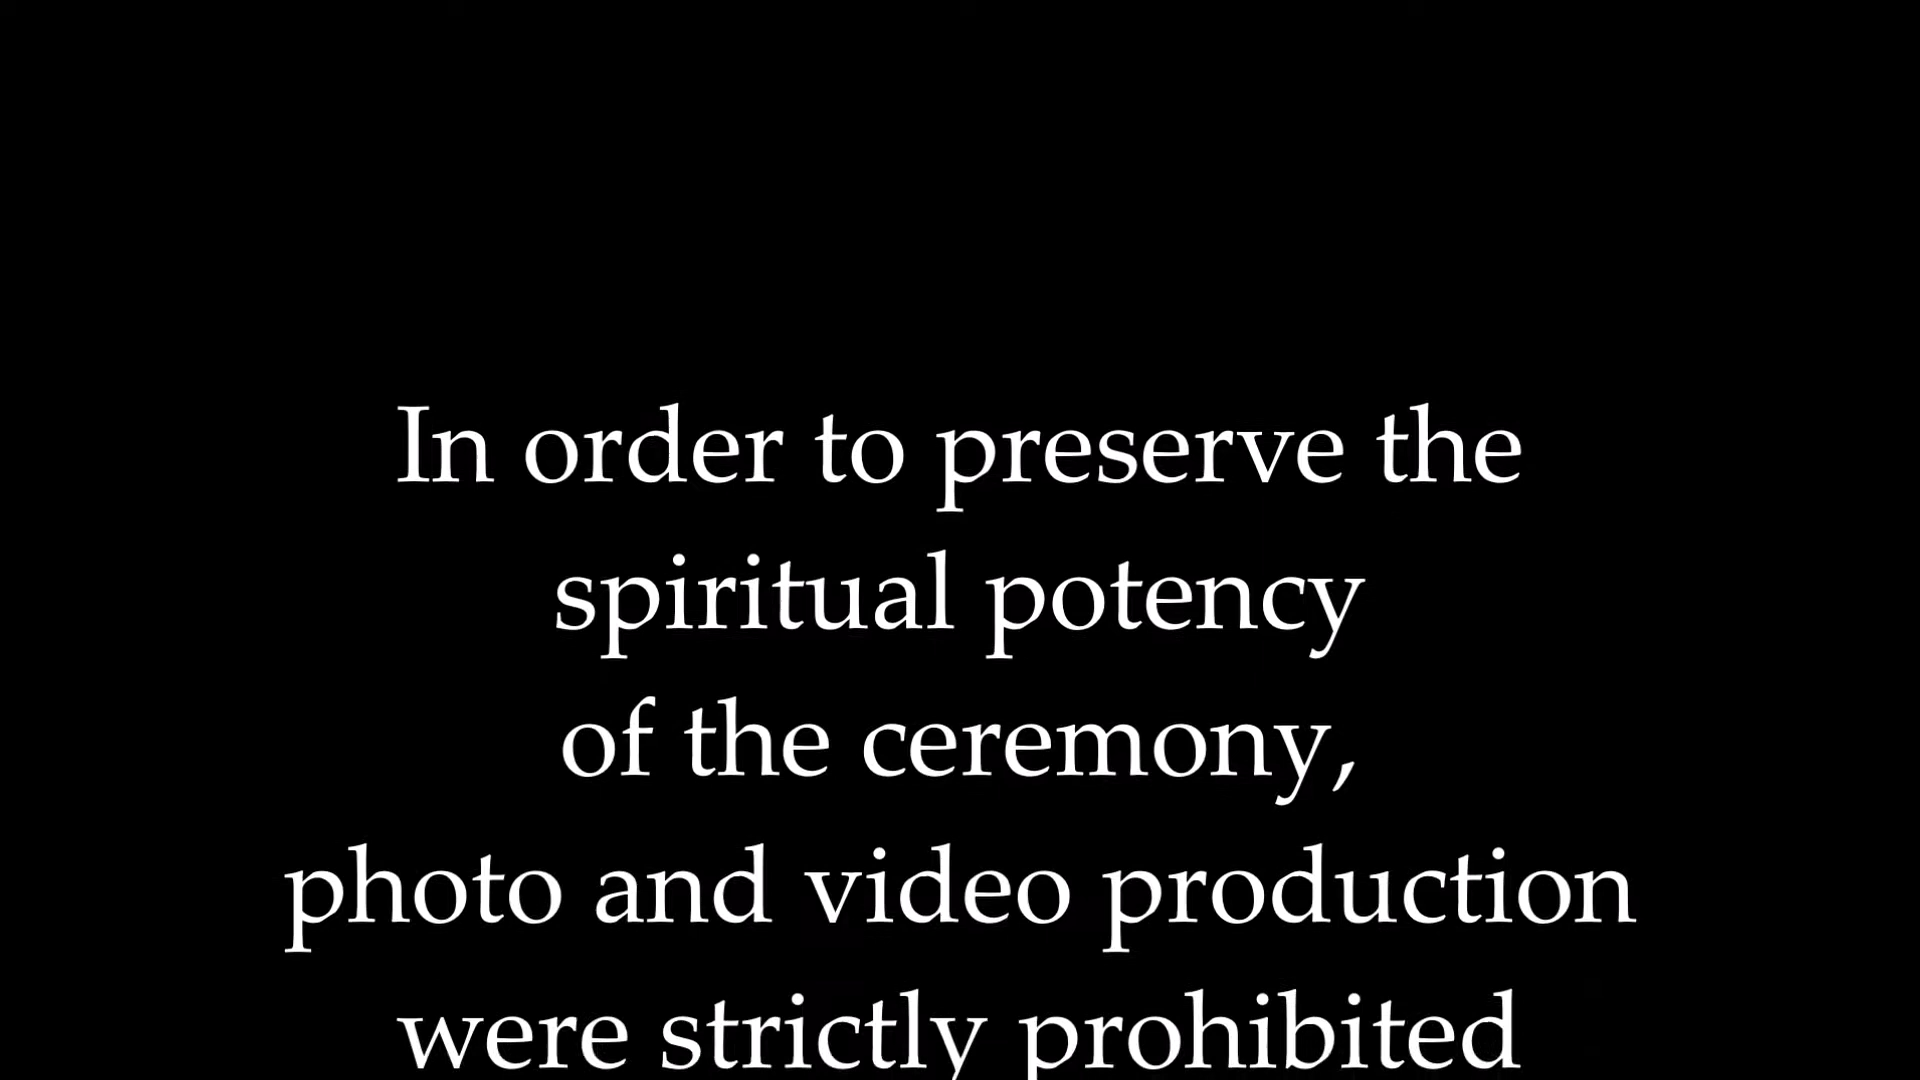 In order to preserve the
spiritual potency
of the ceremony,
photo and video production
were strictly prohibited